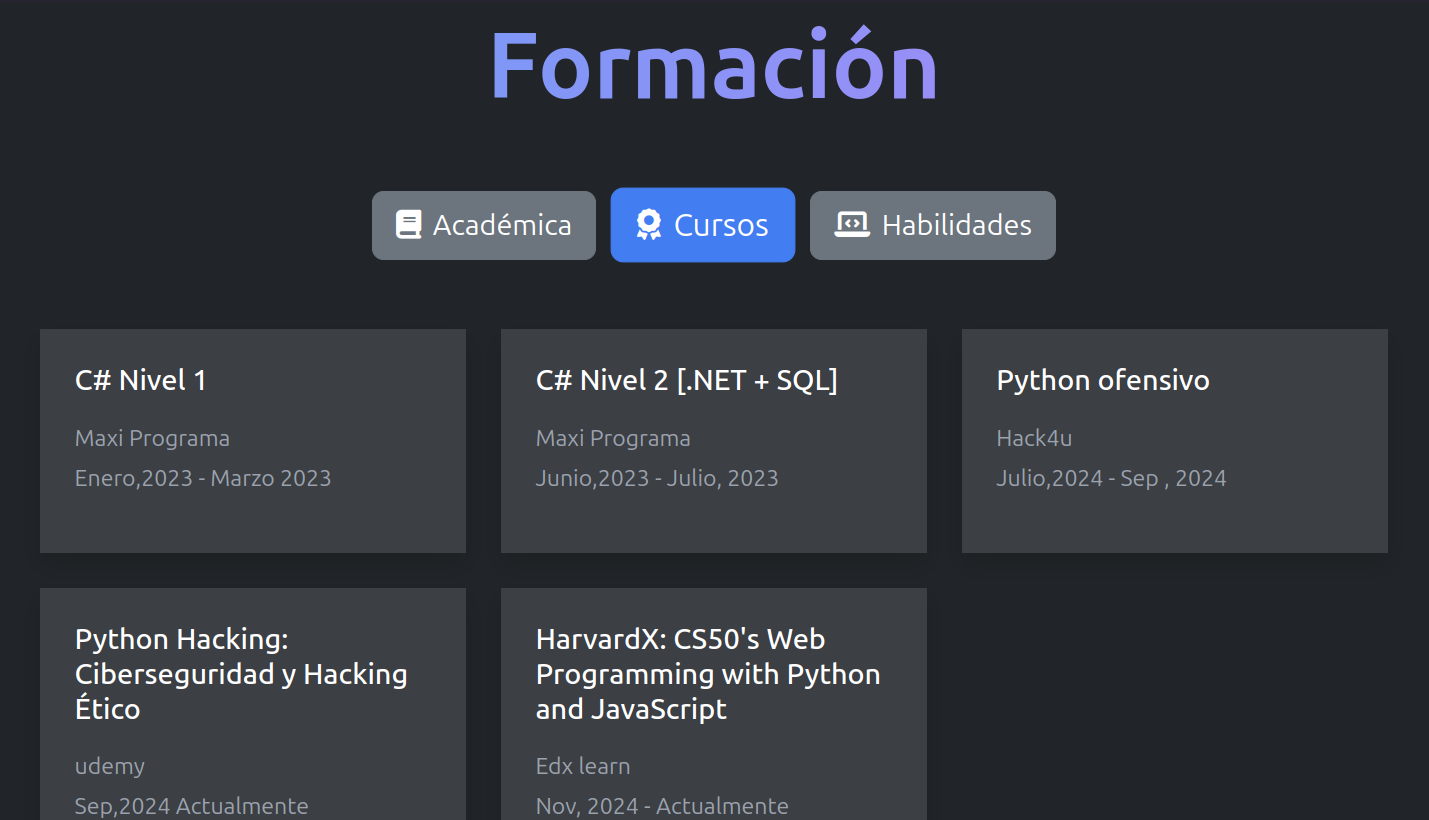 Formación
Académica
Cursos
Habilidades
C# Nivel 1
Maxi Programa
Enero,2023 - Marzo 2023
C# Nivel 2 [.NET + SQL]
Maxi Programa
Junio,2023 - Julio, 2023
Python ofensivo
Hack4u
Julio,2024 - Sep , 2024
Python Hacking:
Ciberseguridad y Hacking
Ético
udemy
Sep,2024 Actualmente
HarvardX: CS50's Web
Programming with Python
and JavaScript
Edx learn
Nov, 2024 - Actualmente